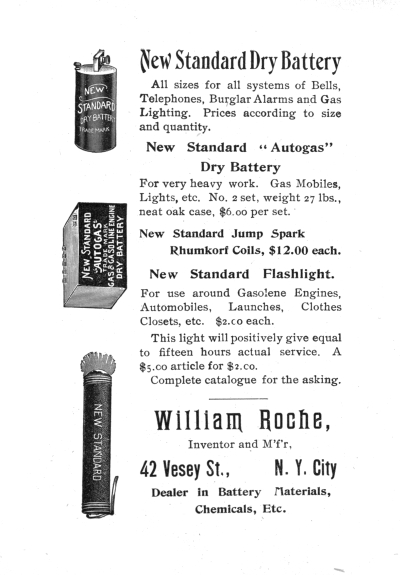 New Standard Dry Battery
All sizes for all systems of Bells,
Telephones, Burglar Alarms and Gas
Lighting. Prices according to size
and quantity.
New Standard "Autogas"
Dry Battery
For very heavy work. Gas Mobiles,
Lights, etc. No. 2 set, weight 27 lbs.,
neat oak case, $6.00 per set.
New Standard Jump Spark
Rhumkorf Coils, $12.00 each.
New Standard Flashlight.
For use around Gasolene Engines,
Automobiles, Launches, Clothes
Closets, etc. $2.00 each.
This light will positively give equal
to fifteen hours actual service. A
$5.00 article for $2.00.
Complete catalogue for the asking.
William Roche,
Inventor and M'f'r,
42 Vesey St., N. Y. City
Dealer in Battery Materials,
Chemicals, Etc.
NEW
STANDARD
DRY BATTERY
TRADE MARK
NEW STANDARD
"AUTOGAS"
TRADE MARK
GAS & GASOLINE ENGINE
DRY BATTERY
NEW STANDARD